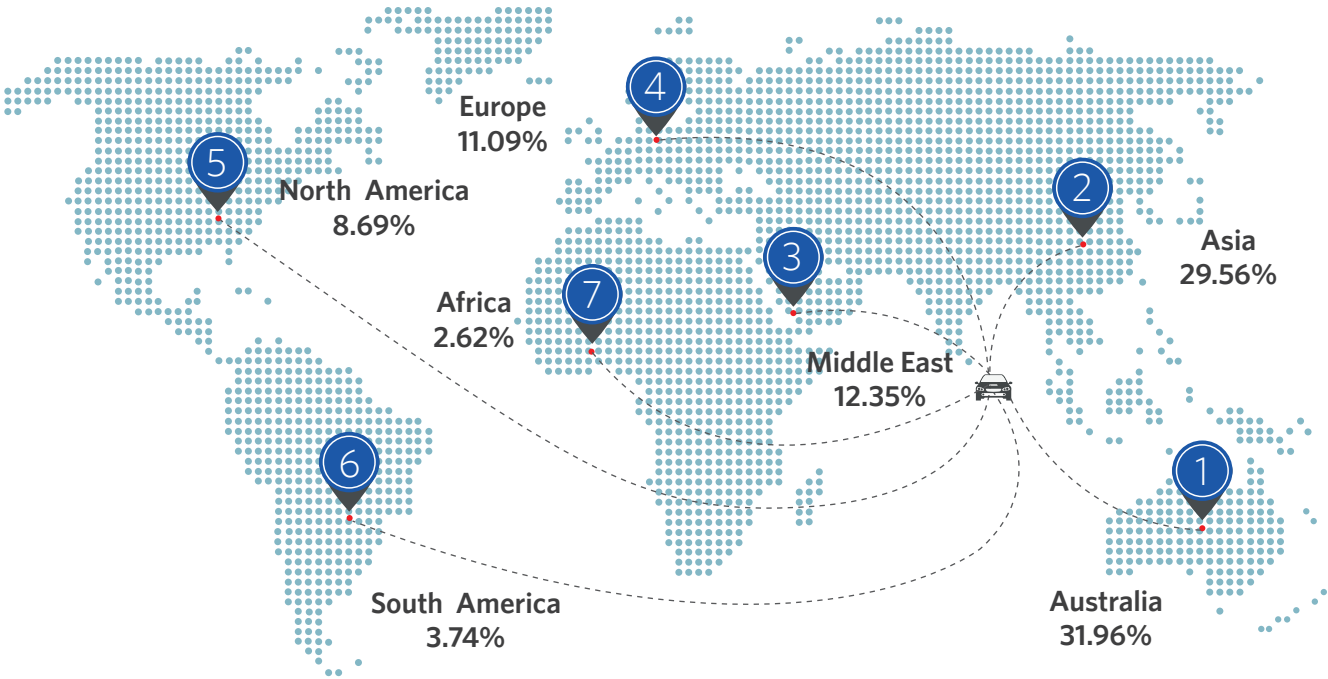 4
Europe
11.09%
5
North America
8.69%
2
Asia
29.56%
3
Middle East
12.35%
7
Africa
2.62%
6
South America
3.74%
1
Australia
31.96%